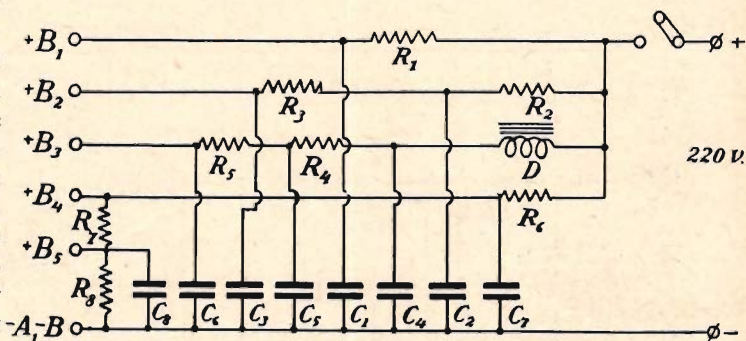 +B₁ R₁ +
+B₂ R₃ R₂
+B₃ R₅ R₄ D 220 V.
+B₄ R₆
R₇
+B₅
R₈
C₈ C₆ C₃ C₅ C₁ C₄ C₂ C₇
-A,-B -